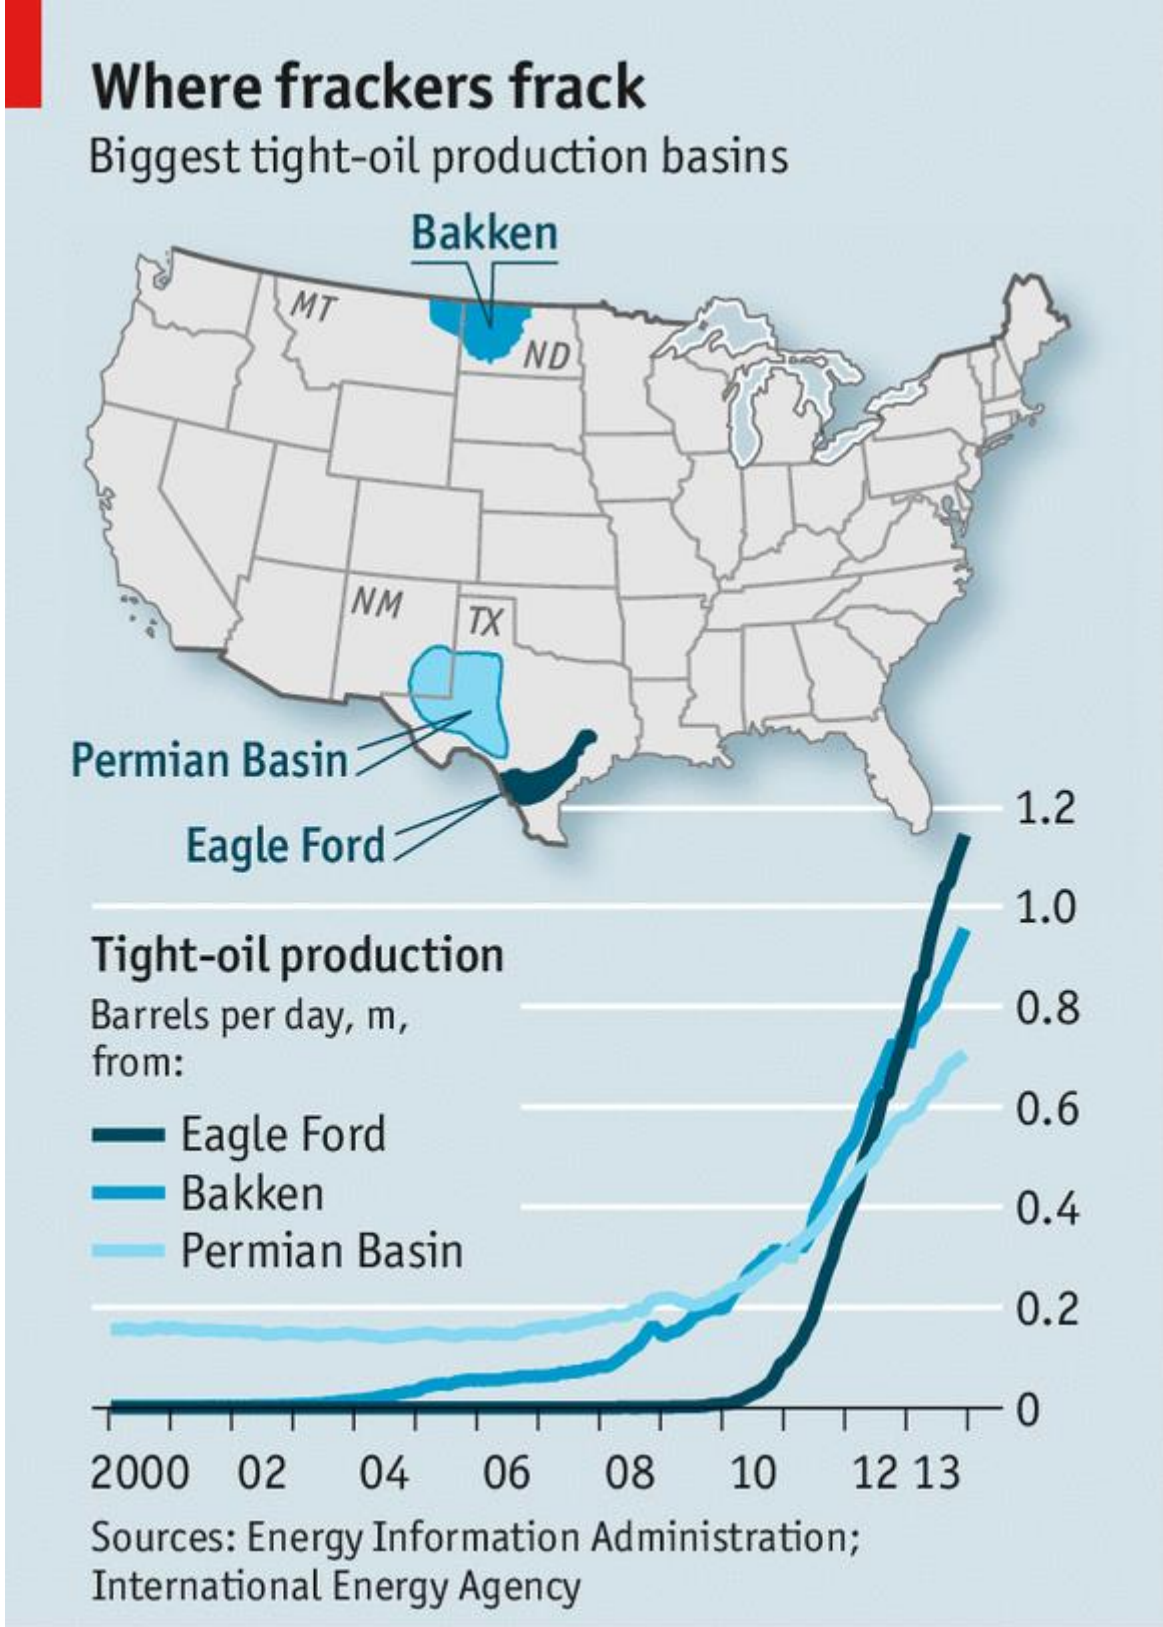 Where frackers frack
Biggest tight-oil production basins
Bakken
MT
ND
NM
TX
Permian Basin
Eagle Ford
1.2
1.0
Tight-oil production
Barrels per day, m,
from:
0.8
Eagle Ford
0.6
Bakken
Permian Basin
0.4
0.2
0
2000 02 04 06 08 10 12 13
Sources: Energy Information Administration;
International Energy Agency